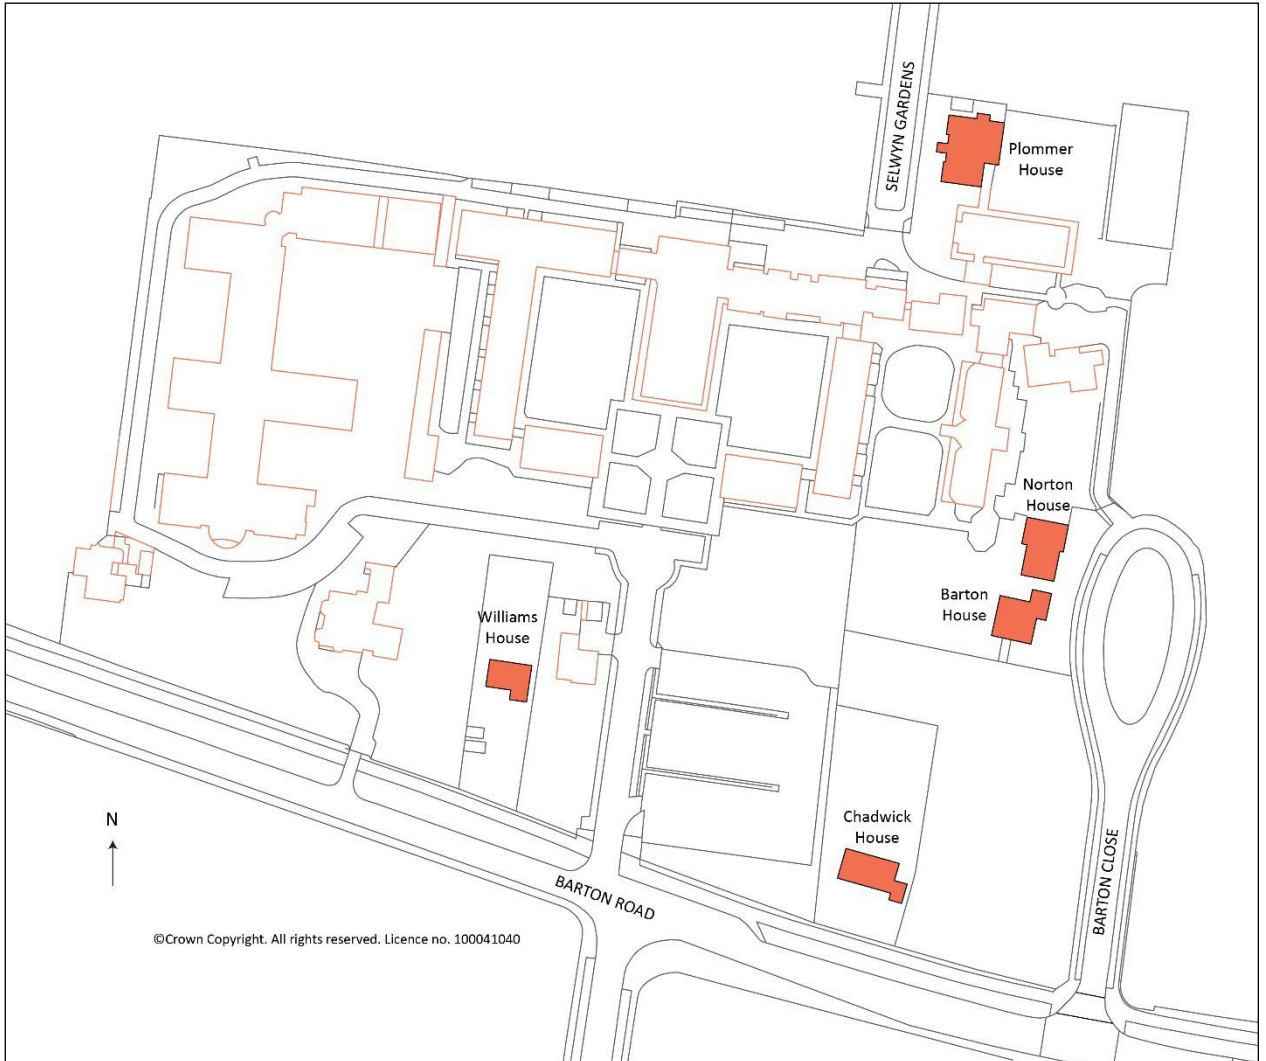 SELWYN GARDENS
Plommer
House
Norton
House
Barton
House
Williams
House
Chadwick
House
N
BARTON CLOSE
BARTON ROAD
©Crown Copyright. All rights reserved. Licence no. 100041040